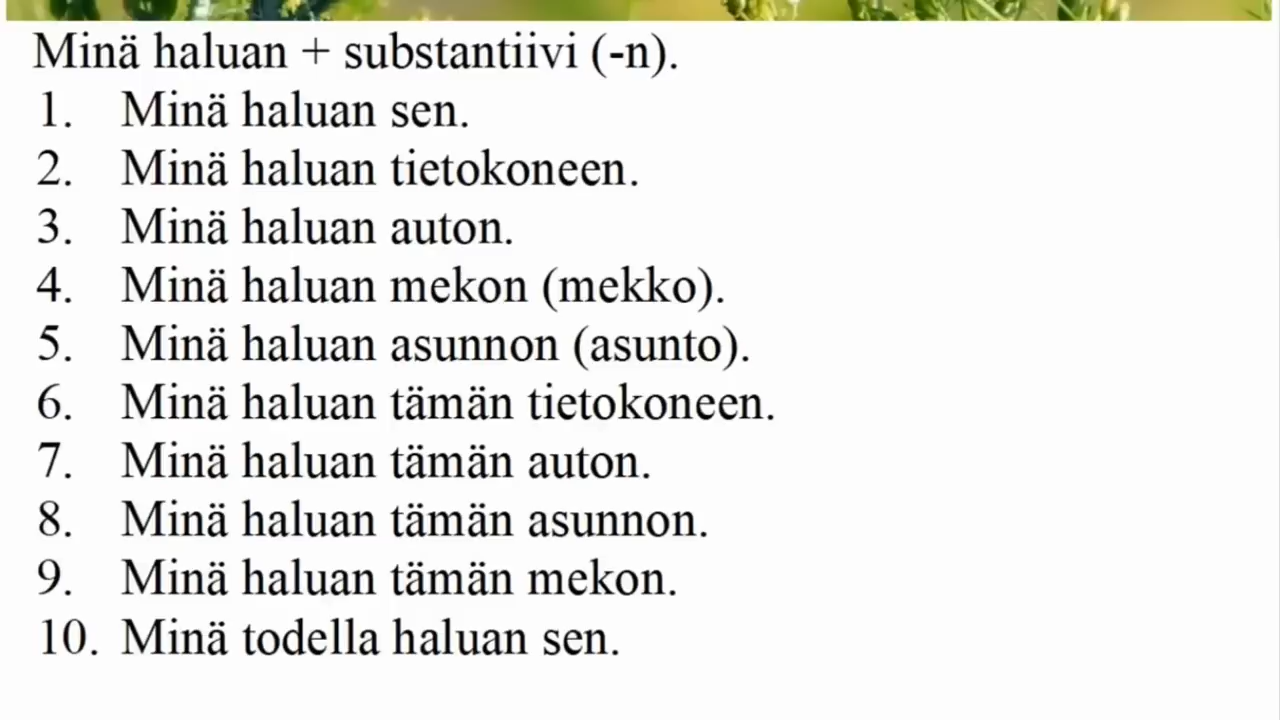 Minä haluan + substantiivi (-n).
1. Minä haluan sen.
2. Minä haluan tietokoneen.
3. Minä haluan auton.
4. Minä haluan mekon (mekko).
5. Minä haluan asunnon (asunto).
6. Minä haluan tämän tietokoneen.
7. Minä haluan tämän auton.
8. Minä haluan tämän asunnon.
9. Minä haluan tämän mekon.
10. Minä todella haluan sen.